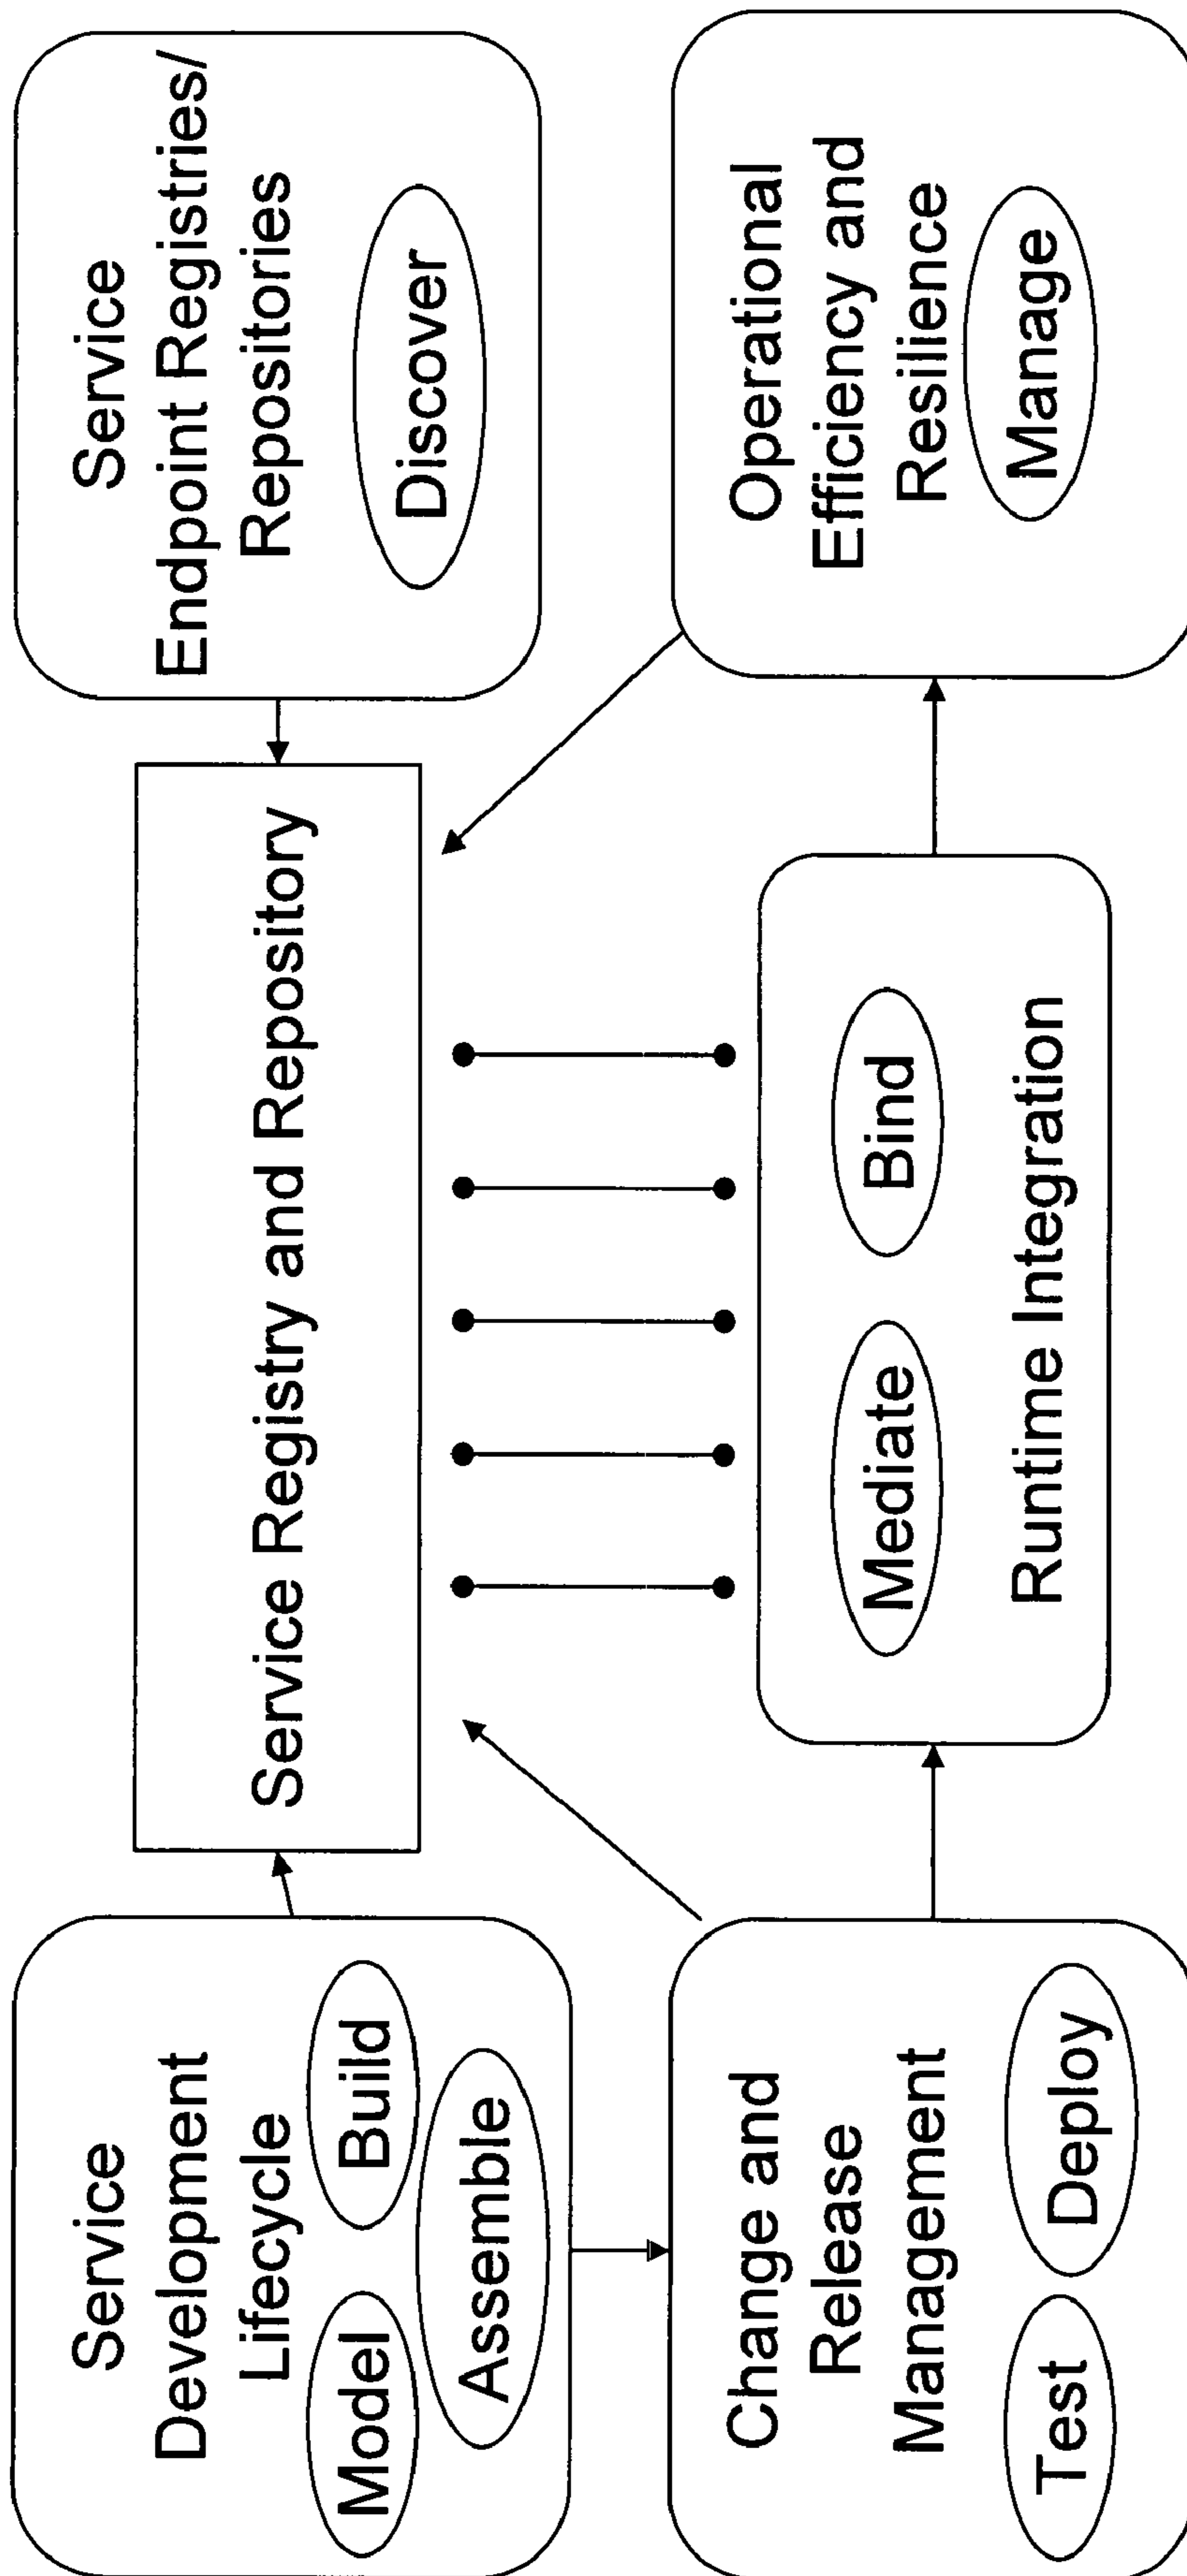 Service
Development
Lifecycle
Model
Build
Assemble
Service Registry and Repository
Service
Endpoint Registries/
Repositories
Discover
Change and
Release
Management
Test
Deploy
Mediate
Bind
Runtime Integration
Operational
Efficiency and
Resilience
Manage